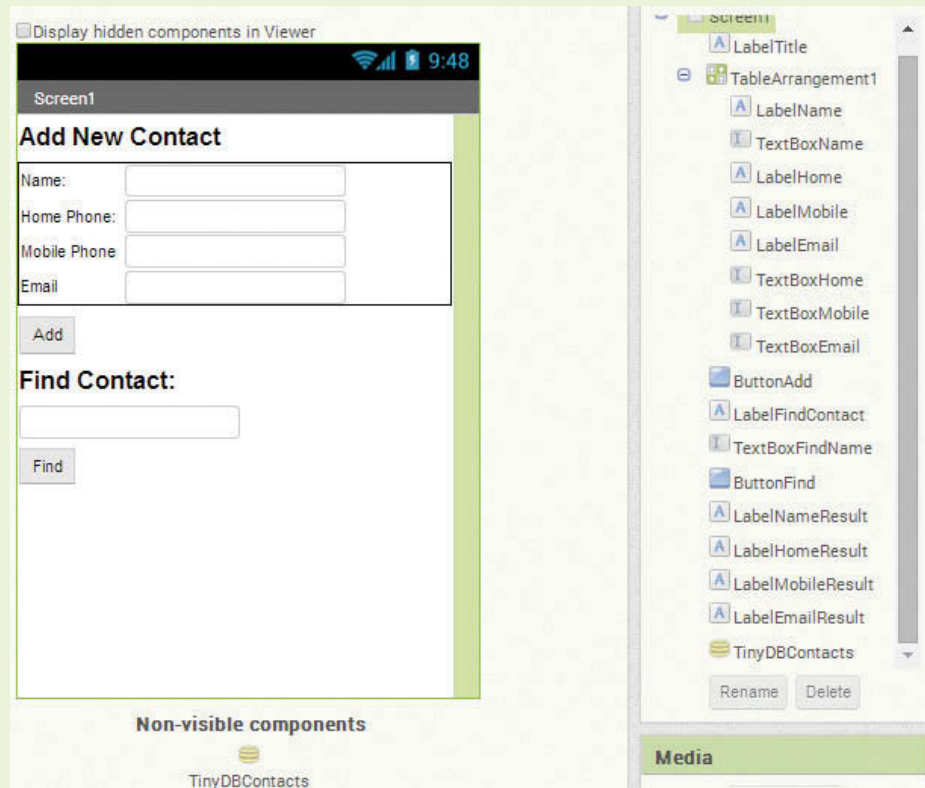 Display hidden components in Viewer
9:48
Screen1
Add New Contact
Name:
Home Phone:
Mobile Phone
Email
Add
Find Contact:
Find
Non-visible components
TinyDBContacts
Screen1
LabelTitle
TableArrangement1
LabelName
TextBoxName
LabelHome
LabelMobile
LabelEmail
TextBoxHome
TextBoxMobile
TextBoxEmail
ButtonAdd
LabelFindContact
TextBoxFindName
ButtonFind
LabelNameResult
LabelHomeResult
LabelMobileResult
LabelEmailResult
TinyDBContacts
Rename Delete
Media